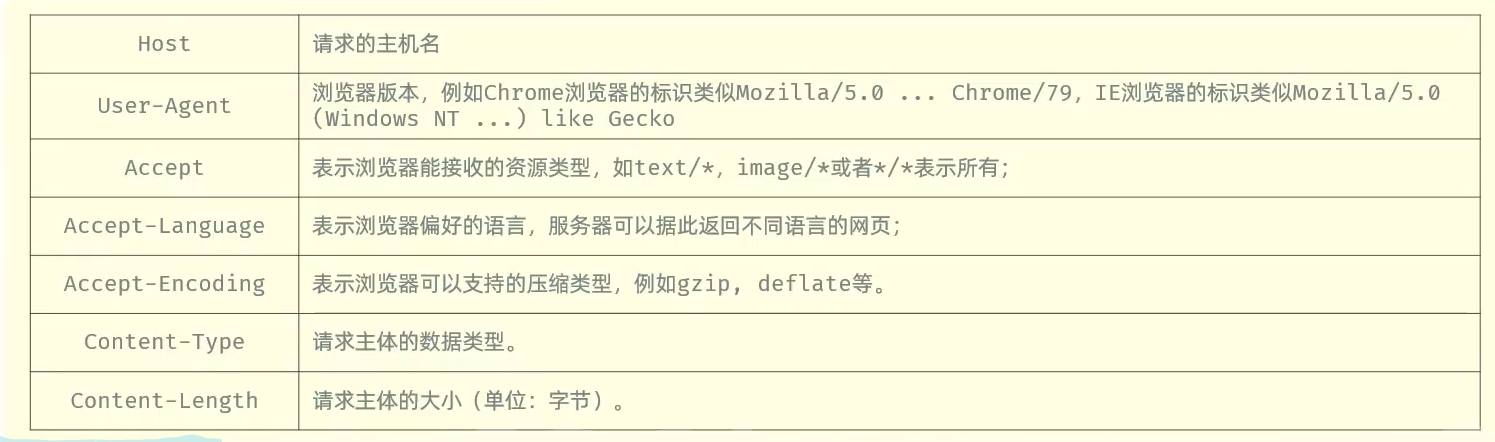 Host
请求的主机名
User-Agent
浏览器版本，例如Chrome浏览器的标识类似Mozilla/5.0 ... Chrome/79，IE浏览器的标识类似Mozilla/5.0
(Windows NT ...) like Gecko
Accept
表示浏览器能接收的资源类型，如text/*，image/*或者*/*表示所有；
Accept-Language
表示浏览器偏好的语言，服务器可以据此返回不同语言的网页；
Accept-Encoding
表示浏览器可以支持的压缩类型，例如gzip, deflate等。
Content-Type
请求主体的数据类型。
Content-Length
请求主体的大小（单位：字节）。